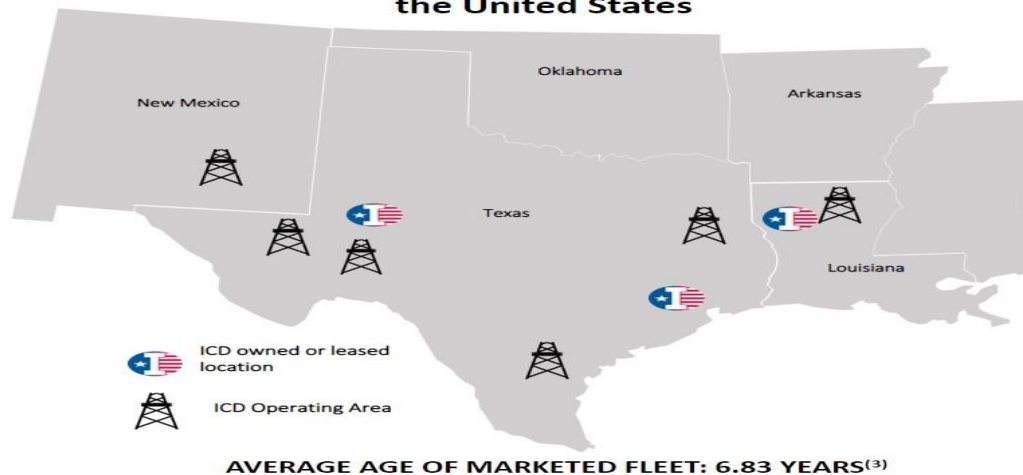 the United States
Oklahoma
Arkansas
New Mexico
Texas
Louisiana
ICD owned or leased
location
ICD Operating Area
AVERAGE AGE OF MARKETED FLEET: 6.83 YEARS(3)